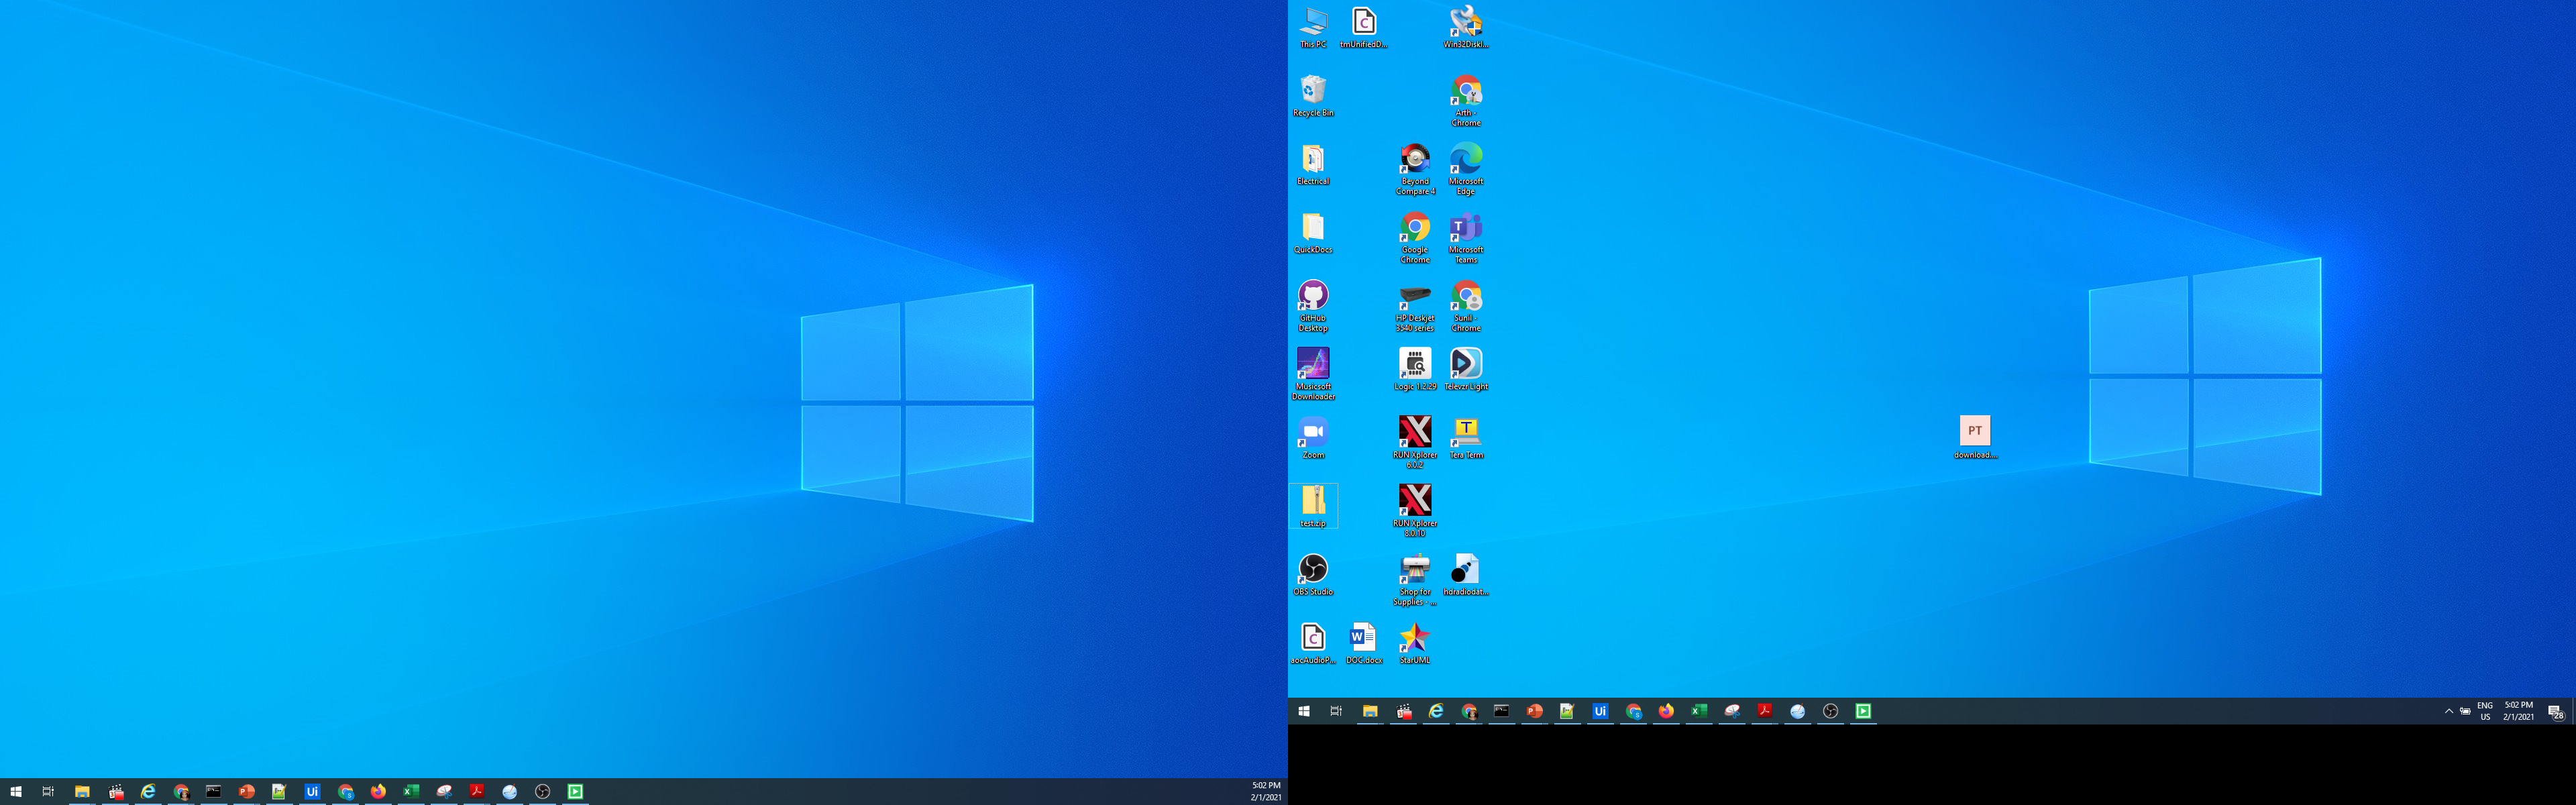 This PC
tmUnifiedD...
Win32DiskI...
Recycle Bin
Arth -
Chrome
Electrical
Beyond
Compare 4
Microsoft
Edge
QuickDocs
Google
Chrome
Microsoft
Teams
GitHub
Desktop
HP Deskjet
3540 series
Sunil -
Chrome
Musicsoft
Downloader
Logic 1.2.29
Televzr Light
Zoom
RUN Xplorer
6.0.2
Tera Term
PT
download....
test.zip
RUN Xplorer
8.0.10
OBS Studio
Shop for
Supplies - ...
hdradiodat...
aocAudioP...
DOC.docx
StarUML
Ui
ENG
US
5:02 PM
2/1/2021
28
Ui
5:02 PM
2/1/2021